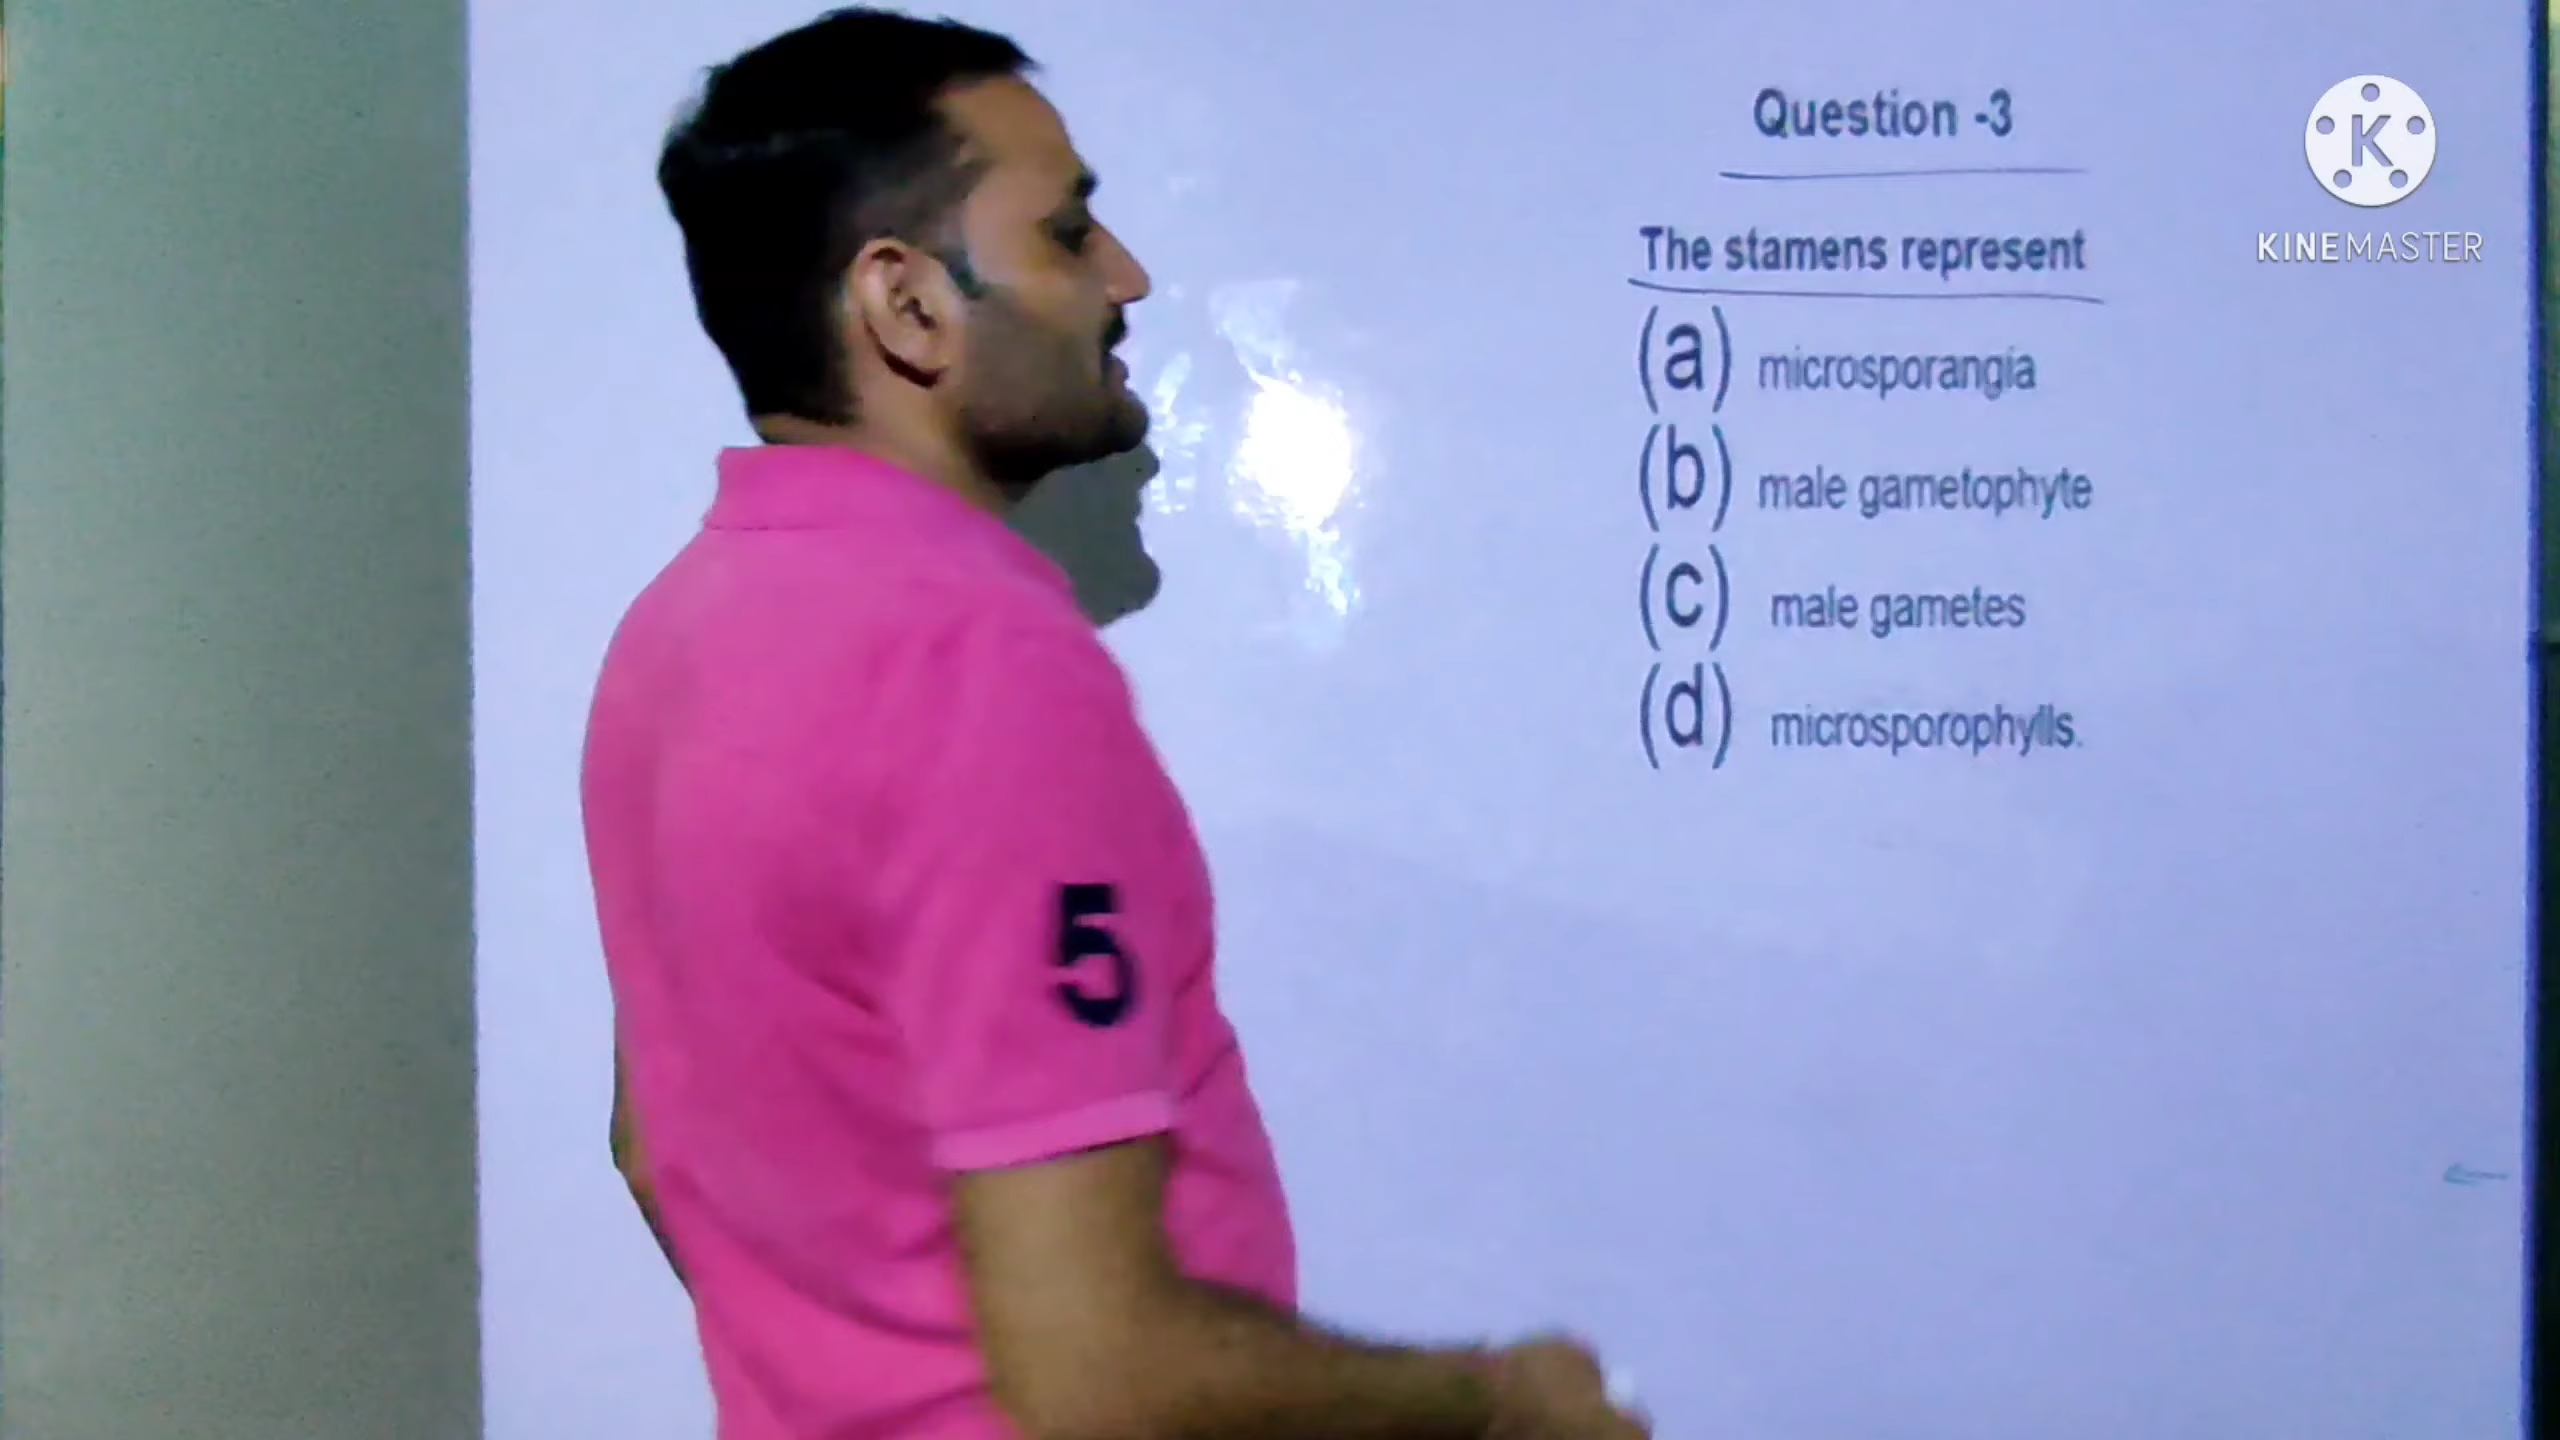 Question -3
The stamens represent
(a) microsporangia
(b) male gametophyte
(c) male gametes
(d) microsporophylls.
K
KINEMASTER
5